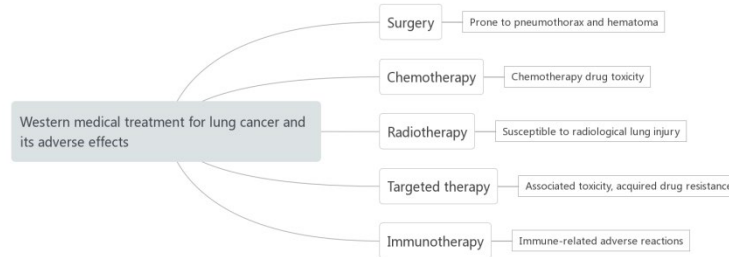 Western medical treatment for lung cancer and
its adverse effects
Surgery
Prone to pneumothorax and hematoma
Chemotherapy
Chemotherapy drug toxicity
Radiotherapy
Susceptible to radiological lung injury
Targeted therapy
Associated toxicity, acquired drug resistance
Immunotherapy
Immune-related adverse reactions